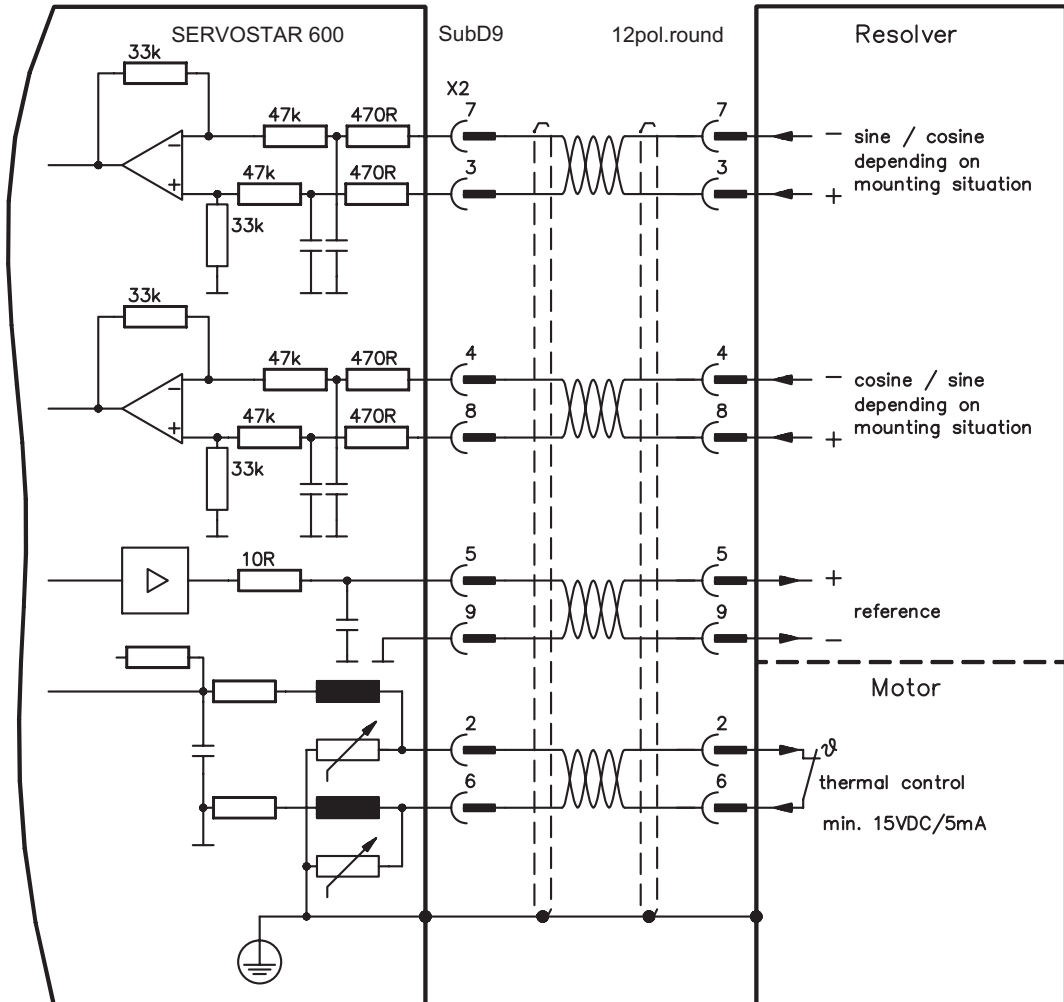 SERVOSTAR 600
SubD9
12pol.round
Resolver
33k
X2
47k
470R
7
7
− sine / cosine
depending on
mounting situation
−
+
47k
470R
3
3
+
33k
33k
47k
470R
4
4
− cosine / sine
depending on
mounting situation
−
+
47k
470R
8
8
+
33k
10R
5
5
+
reference
9
9
−
Motor
2
2
ϑ
thermal control
6
6
min. 15VDC/5mA